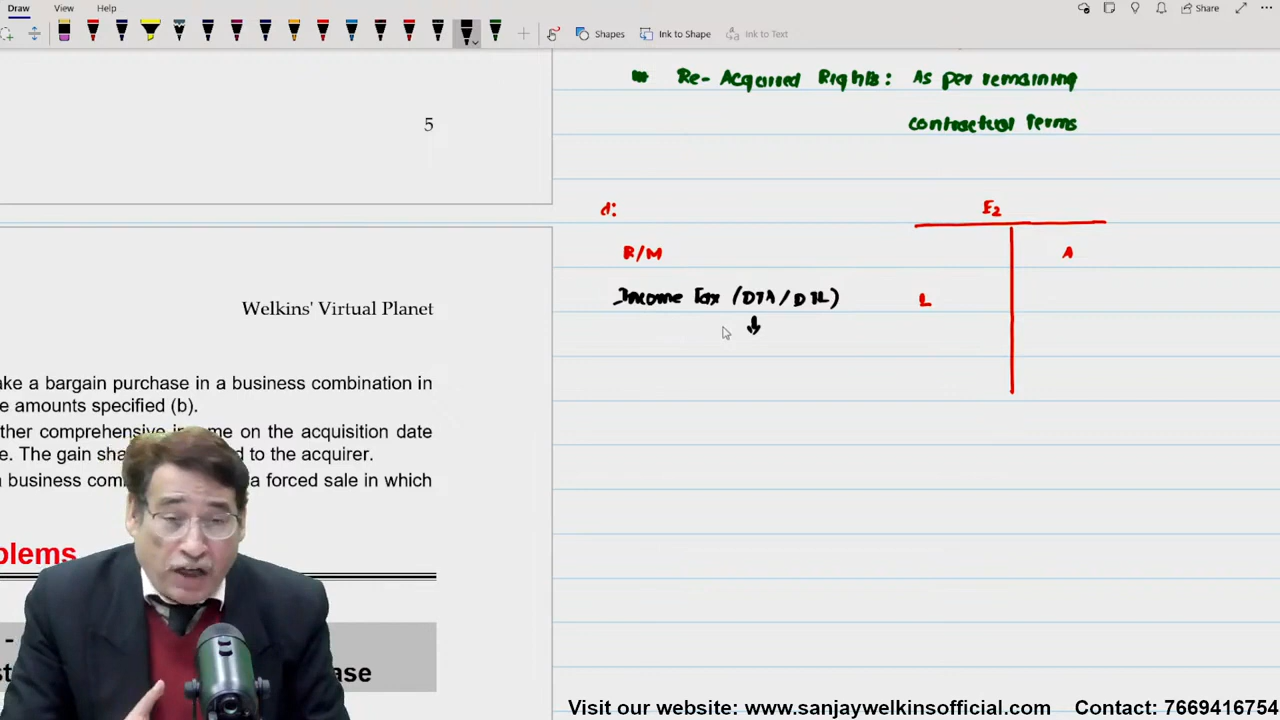 Draw View Help
Share
Shapes Ink to Shape Ink to Text
5
Welkins' Virtual Planet
ake a bargain purchase in a business combination in
e amounts specified (b).
ther comprehensive income on the acquisition date
e. The gain sha d to the acquirer.
a business com a forced sale in which
oblems
ase
Re-Acquired Rights: As per remaining
contractual Terms
d:
R/M
Income Tax (DTA/DTL)
E2
A
L
Visit our website: www.sanjaywelkinsofficial.com Contact: 7669416754